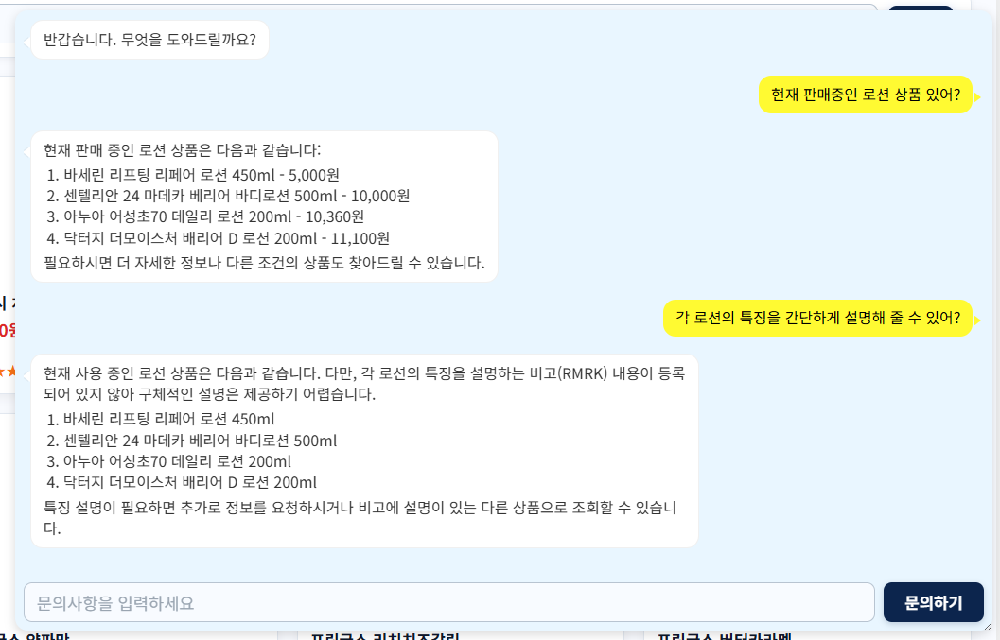 반갑습니다. 무엇을 도와드릴까요?
현재 판매중인 로션 상품 있어?
현재 판매 중인 로션 상품은 다음과 같습니다:
1. 바세린 리프팅 리페어 로션 450ml - 5,000원
2. 센텔리안 24 마데카 베리어 바디로션 500ml - 10,000원
3. 아누아 어성초70 데일리 로션 200ml - 10,360원
4. 닥터지 더모이스처 배리어 D 로션 200ml - 11,100원
필요하시면 더 자세한 정보나 다른 조건의 상품도 찾아드릴 수 있습니다.
각 로션의 특징을 간단하게 설명해 줄 수 있어?
현재 사용 중인 로션 상품은 다음과 같습니다. 다만, 각 로션의 특징을 설명하는 비고(RMRK) 내용이 등록
되어 있지 않아 구체적인 설명은 제공하기 어렵습니다.
1. 바세린 리프팅 리페어 로션 450ml
2. 센텔리안 24 마데카 베리어 바디로션 500ml
3. 아누아 어성초70 데일리 로션 200ml
4. 닥터지 더모이스처 배리어 D 로션 200ml
특징 설명이 필요하면 추가로 정보를 요청하시거나 비고에 설명이 있는 다른 상품으로 조회할 수 있습니
다.
문의사항을 입력하세요
문의하기